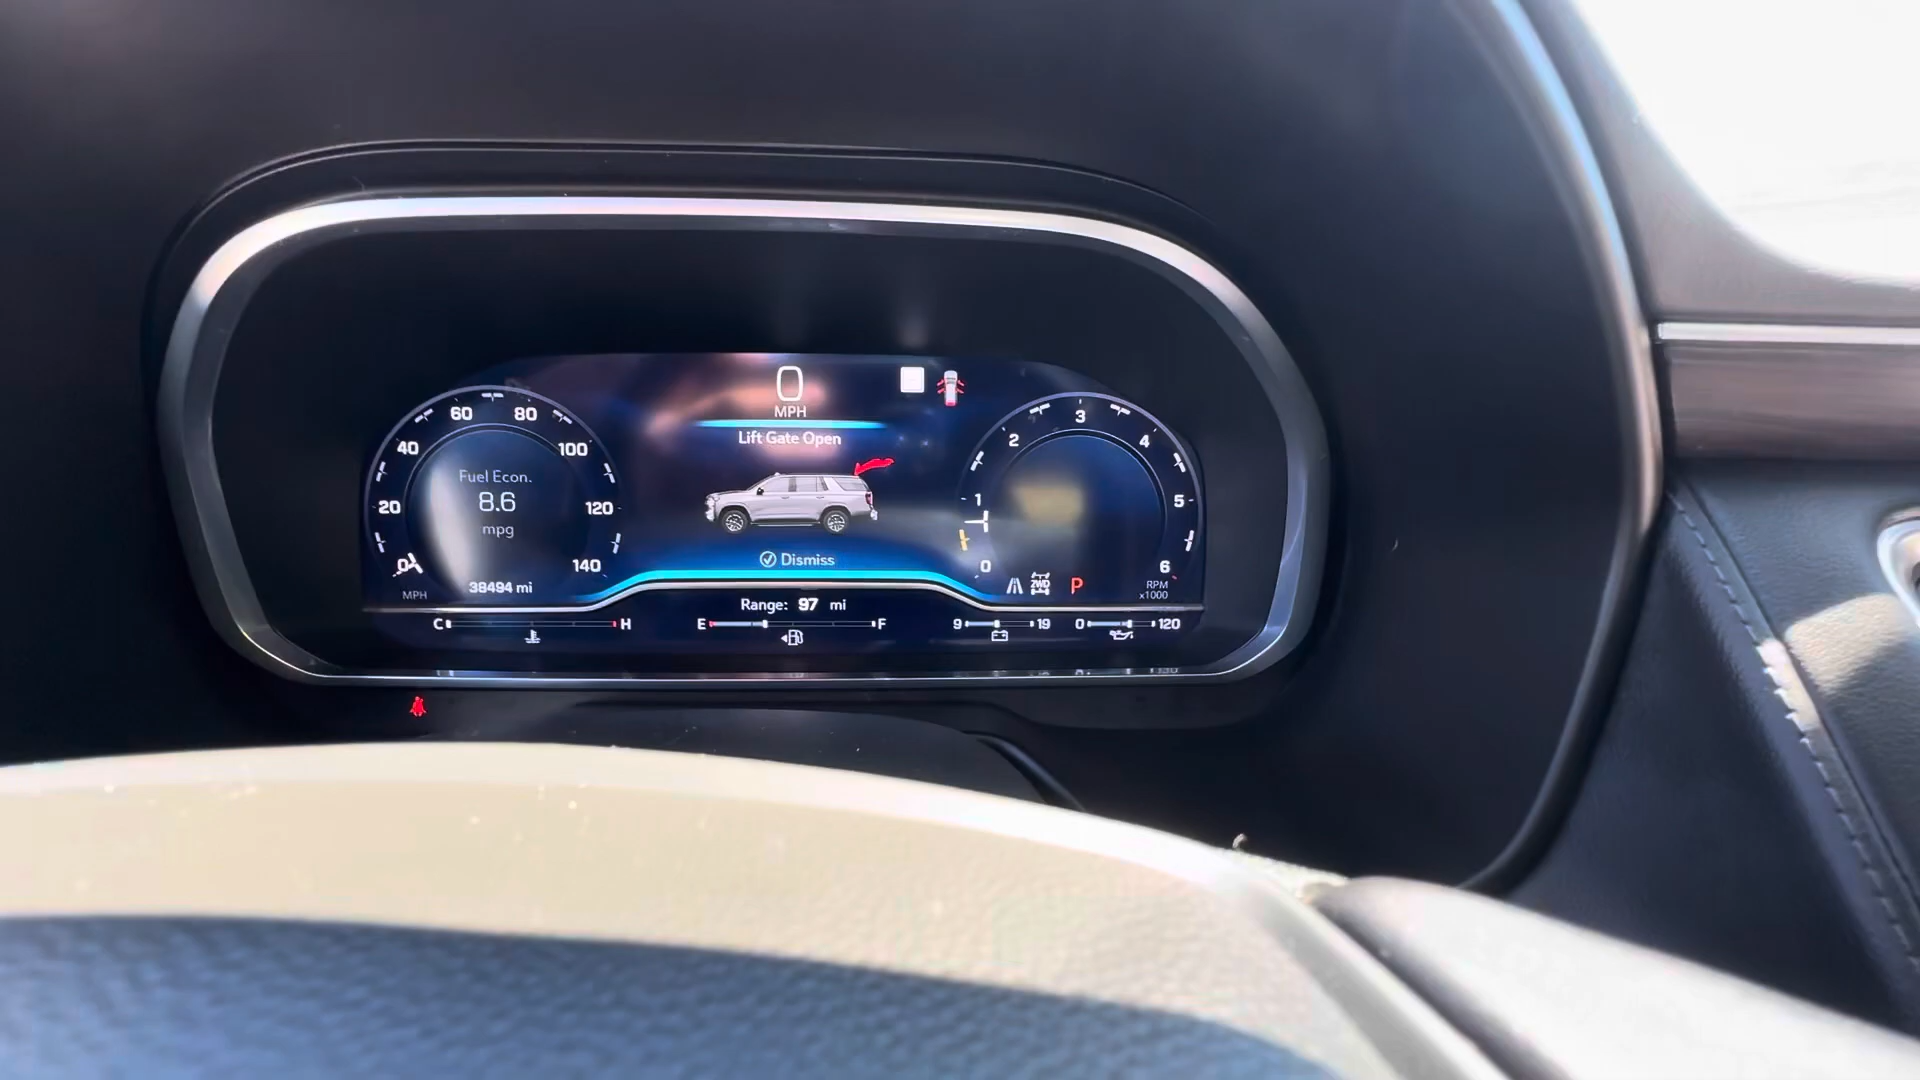 0
MPH
Lift Gate Open
Dismiss
0
20
40
60
80
100
120
140
MPH
Fuel Econ.
8.6
mpg
38494 mi
0
1
2
3
4
5
6
RPM
x1000
2WD
P
Range: 97 mi
C H
E F
9 19
0 120